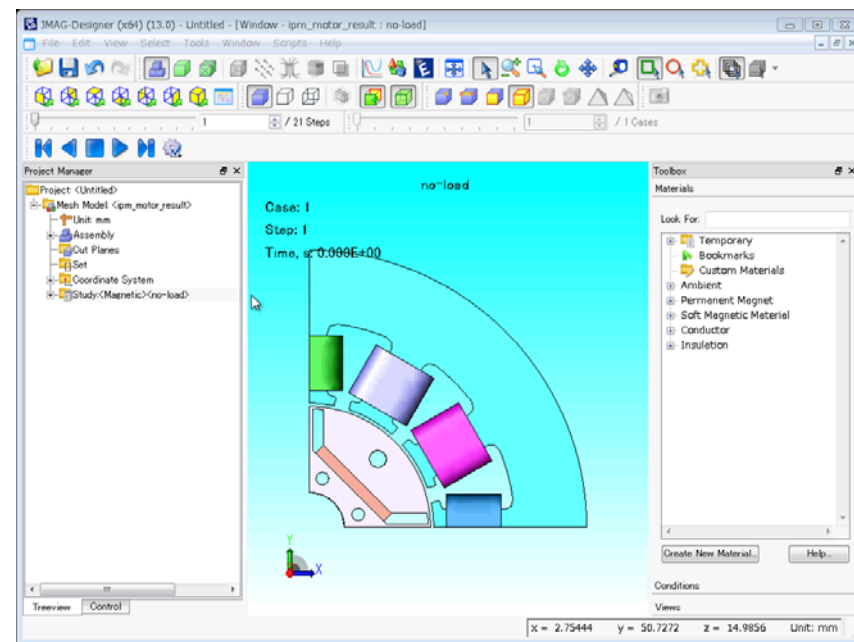 JMAG-Designer (x64) (13.0) - Untitled - [Window - ipm_motor_result : no-load]
File Edit View Select Tools Window Scripts Help
1 / 21 Steps 1 / 1 Cases
Project Manager
Project: <Untitled>
Mesh Model: <ipm_motor_result>
Unit: mm
Assembly
Cut Planes
Set
Coordinate System
Study:<Magnetic><no-load>
Treeview Control
no-load
Case: 1
Step: 1
Time, s: 0.000E+00
Y
X
Toolbox
Materials
Look For:
Temporary
Bookmarks
Custom Materials
Ambient
Permanent Magnet
Soft Magnetic Material
Conductor
Insulation
Create New Material... Help...
Conditions
Views
x = 2.75444 y = 50.7272 z = 14.9856 Unit: mm